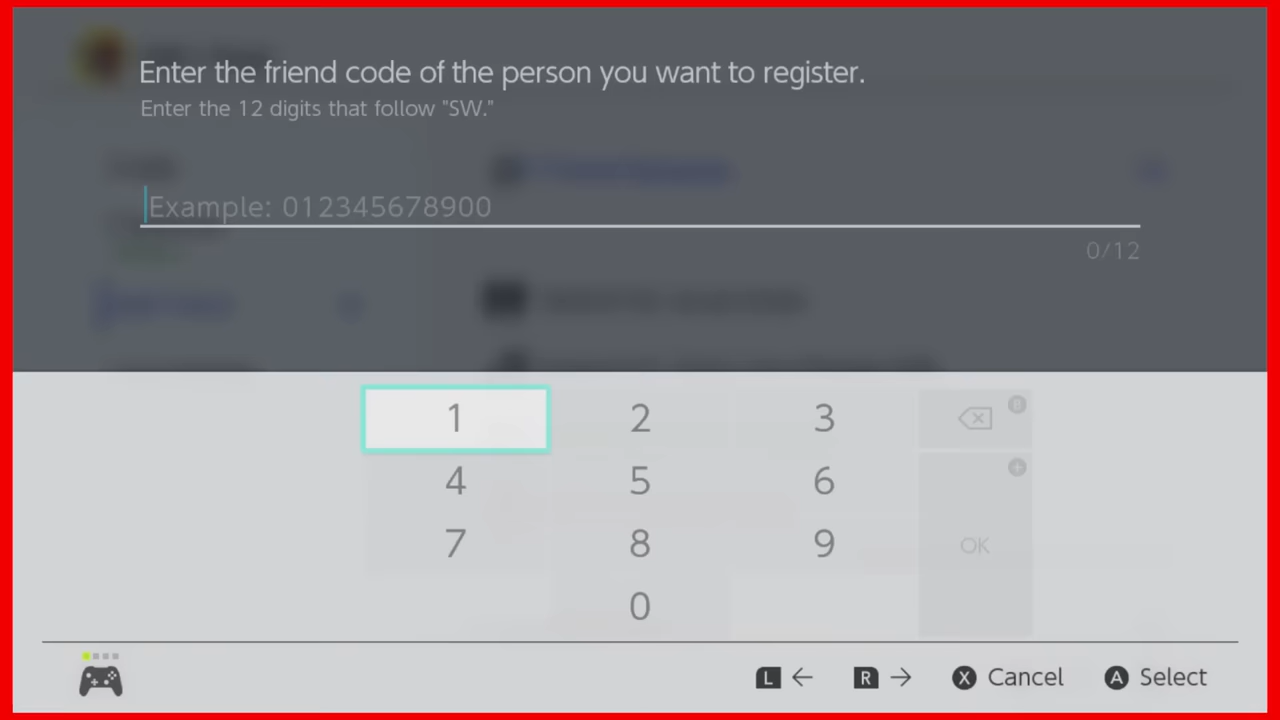 Enter the friend code of the person you want to register.
Enter the 12 digits that follow "SW."
Example: 012345678900
0/12
1 2 3 B
4 5 6 +
7 8 9 OK
0
L ← R → X Cancel A Select